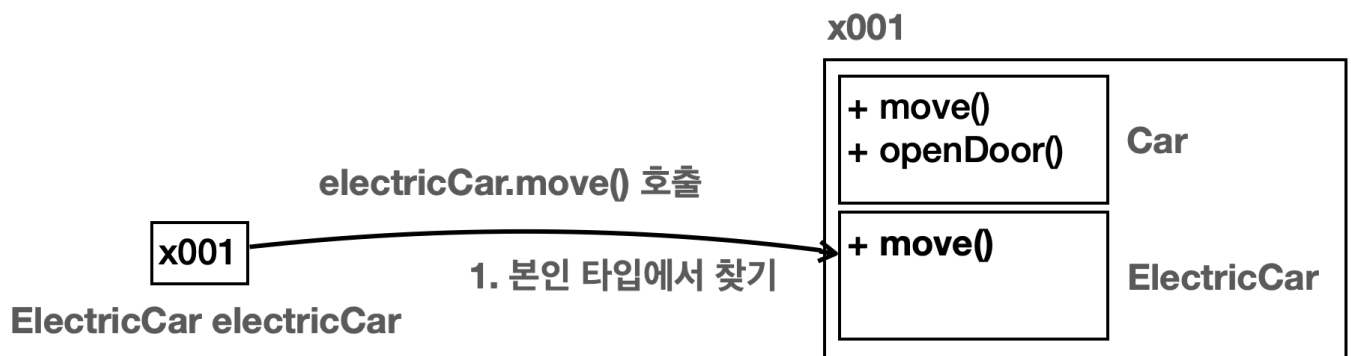 x001
+ move()
+ openDoor()
Car
electricCar.move() 호출
x001
1. 본인 타입에서 찾기
+ move()
ElectricCar
ElectricCar electricCar